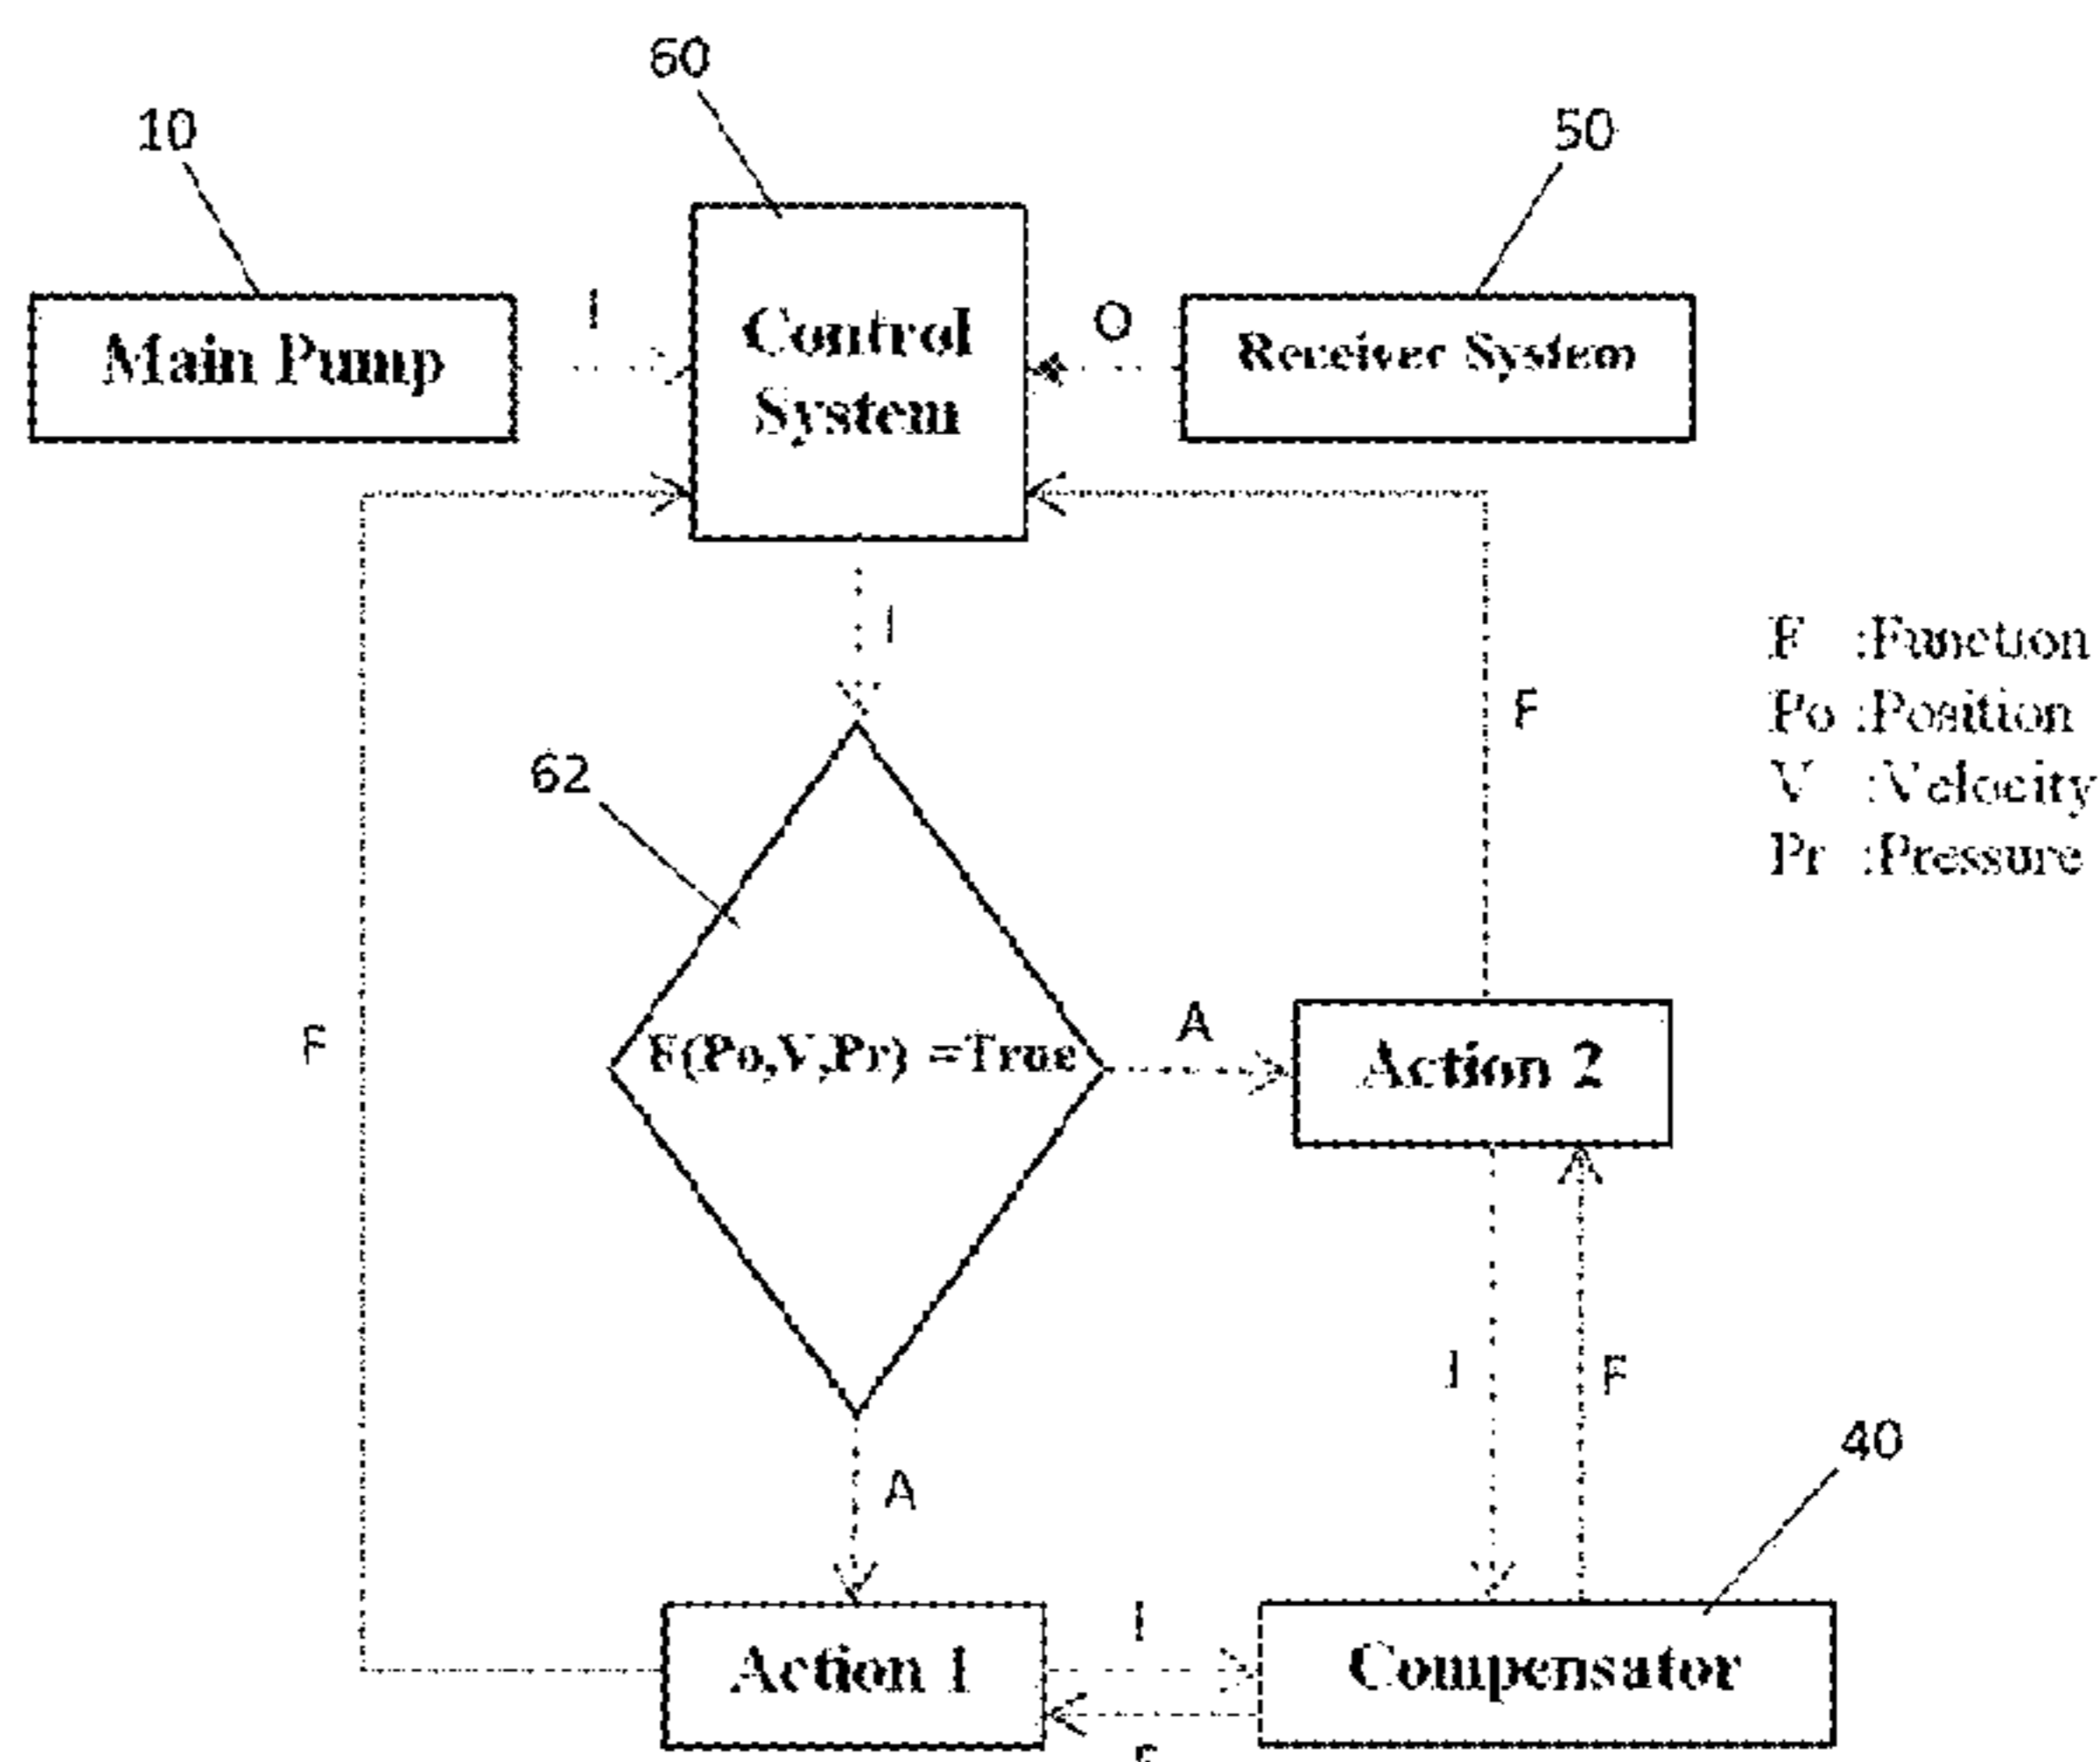 60
10
50
Main Pump
I
Control
System
O
Receiver System
I
F :Function
Po :Position
V :Velocity
Pr :Pressure
F
62
F
F(Po,V,Pr) =True
A
Action 2
I
F
40
A
Action 1
I
Compensator